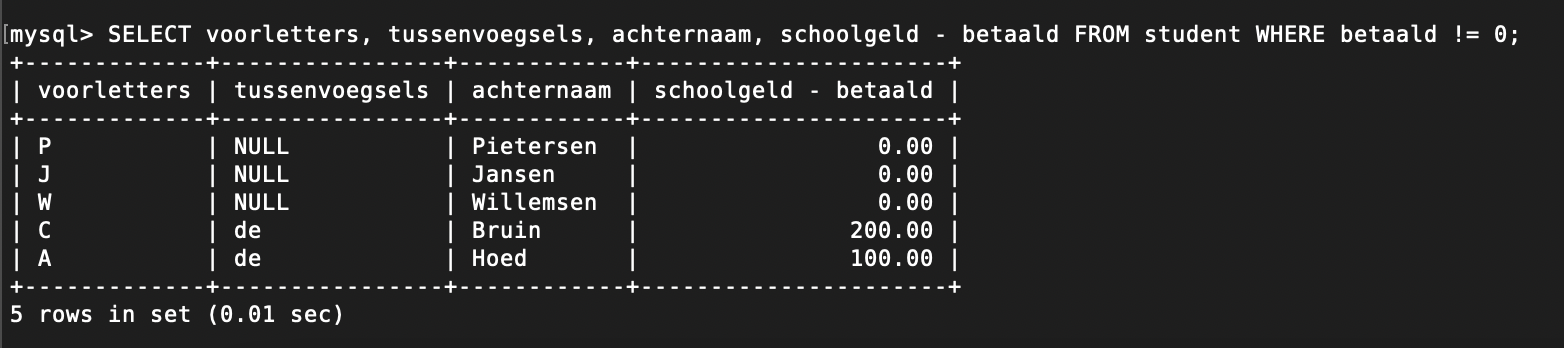 [mysql> SELECT voorletters, tussenvoegsels, achternaam, schoolgeld - betaald FROM student WHERE betaald != 0;
+-------------+----------------+------------+----------------------+
| voorletters | tussenvoegsels | achternaam | schoolgeld - betaald |
+-------------+----------------+------------+----------------------+
| P           | NULL           | Pietersen  |                 0.00 |
| J           | NULL           | Jansen     |                 0.00 |
| W           | NULL           | Willemsen  |                 0.00 |
| C           | de             | Bruin      |               200.00 |
| A           | de             | Hoed       |               100.00 |
+-------------+----------------+------------+----------------------+
5 rows in set (0.01 sec)